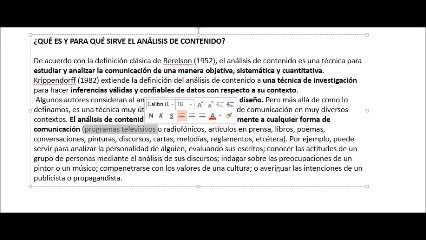 ¿QUÉ ES Y PARA QUÉ SIRVE EL ANÁLISIS DE CONTENIDO?
De acuerdo con la definición clásica de Berelson (1952), el análisis de contenido es una técnica para
estudiar y analizar la comunicación de una manera objetiva, sistemática y cuantitativa.
Krippendorff (1982) extiende la definición del análisis de contenido a una técnica de investigación
para hacer inferencias válidas y confiables de datos con respecto a su contexto.
Algunos autores consideran al an diseño. Pero más allá de como lo
Calibri (L 18
definamos, es una técnica muy de comunicación en muy diversos
N K S
contextos. El análisis de contenid mente a cualquier forma de
comunicación (programas televisivos o radiofónicos, artículos en prensa, libros, poemas,
conversaciones, pinturas, discursos, cartas, melodías, reglamentos, etcétera). Por ejemplo, puede
servir para analizar la personalidad de alguien, evaluando sus escritos; conocer las actitudes de un
grupo de personas mediante el análisis de sus discursos; indagar sobre las preocupaciones de un
pintor o un músico; compenetrarse con los valores de una cultura; o averiguar las intenciones de un
publicista o propagandista.